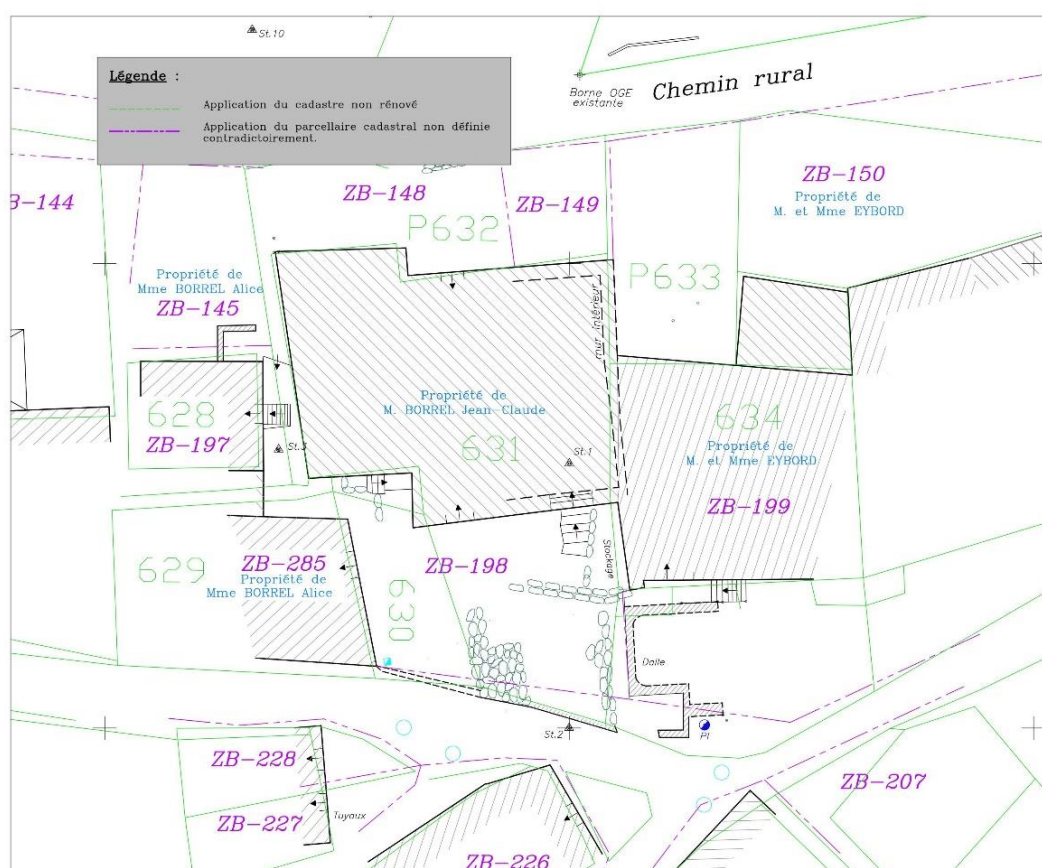 St.10
Légende :
Application du cadastre non rénové
Application du parcellaire cadastral non définie
contradictoirement.
Borne OGE
existante
Chemin rural
ZB-148
ZB-149
ZB-150
B-144
Propriété de
M. et Mme EYBORD
P632
P633
Propriété de
Mme BORREL Alice
ZB-145
mur intérieur
Propriété de
M. BORREL Jean-Claude
628
ZB-197
St.3
631
St.1
634
Propriété de
M. et Mme EYBORD
ZB-199
Stockage
629
ZB-285
Propriété de
Mme BORREL Alice
ZB-198
630
Dalle
St.2
PI
ZB-228
ZB-227
Tuyaux
ZB-207
ZB-226